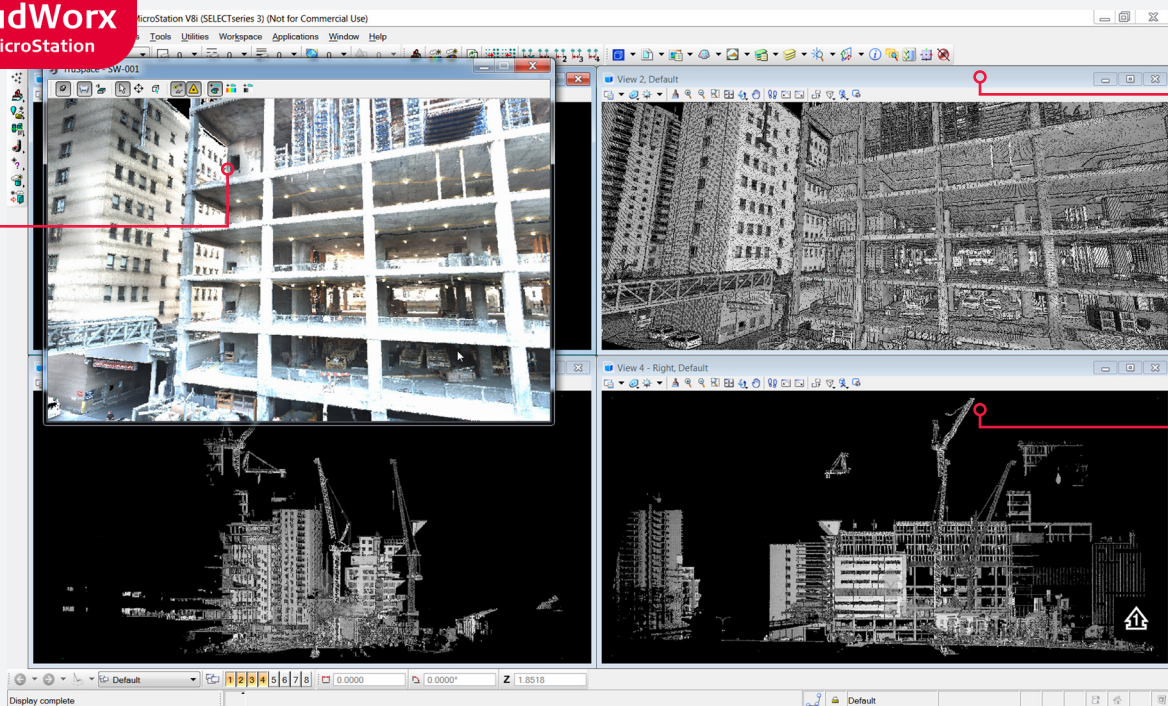 udWorx
icroStation
MicroStation V8i (SELECTseries 3) (Not for Commercial Use)
s Tools Utilities Workspace Applications Window Help
TruSpace - SW-001
View 2, Default
View 4 - Right, Default
Default
1 2 3 4 5 6 7 8
0.0000
0.0000°
Z 1.8518
Display complete
Default